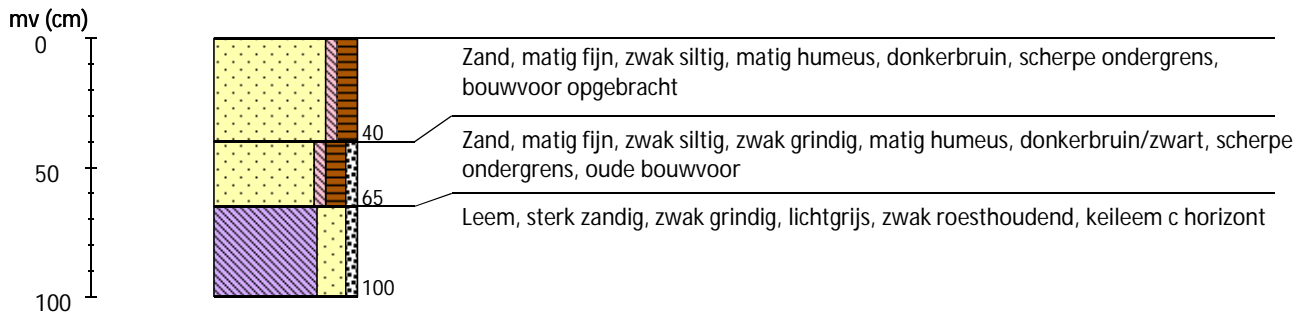 mv (cm)
0
Zand, matig fijn, zwak siltig, matig humeus, donkerbruin, scherpe ondergrens,
bouwvoor opgebracht
40
Zand, matig fijn, zwak siltig, zwak grindig, matig humeus, donkerbruin/zwart, scherpe
ondergrens, oude bouwvoor
50
65
Leem, sterk zandig, zwak grindig, lichtgrijs, zwak roesthoudend, keileem c horizont
100
100